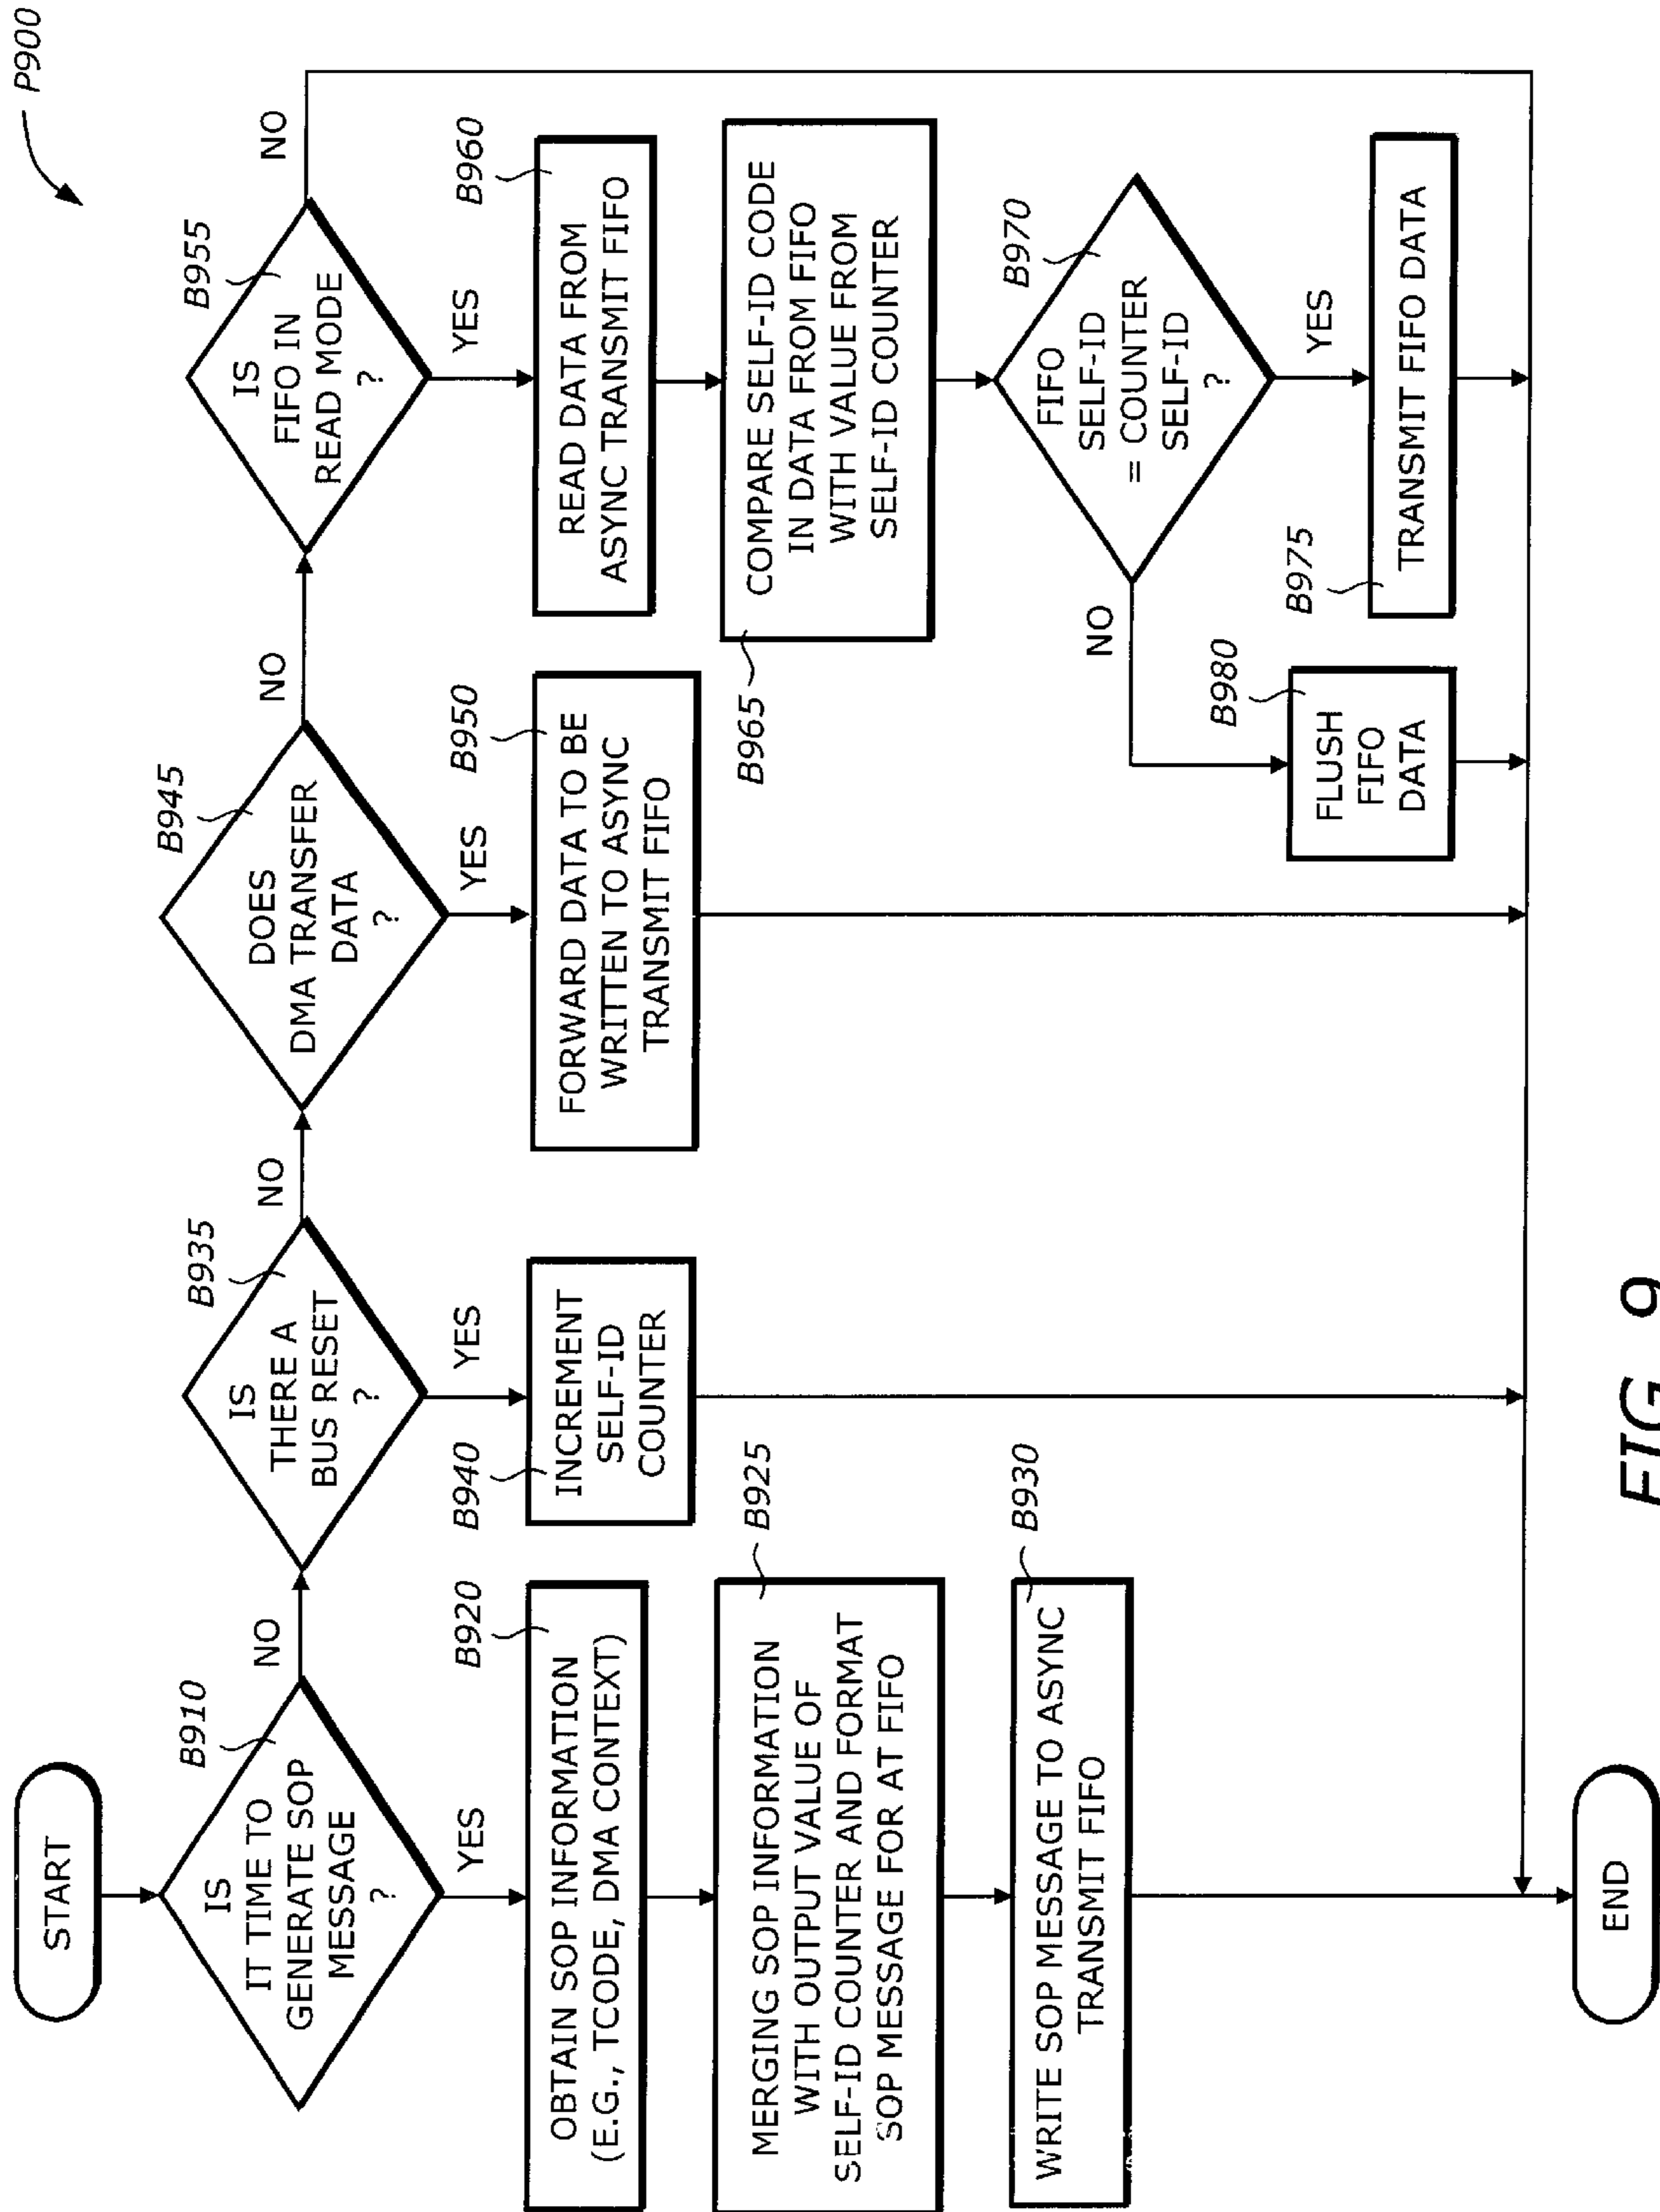 P900
START
B910
IS
IT TIME TO
GENERATE SOP
MESSAGE
?
NO
YES
B920
OBTAIN SOP INFORMATION
(E.G., TCODE, DMA CONTEXT)
B925
MERGING SOP INFORMATION
WITH OUTPUT VALUE OF
SELF-ID COUNTER AND FORMAT
SOP MESSAGE FOR AT FIFO
B930
WRITE SOP MESSAGE TO ASYNC
TRANSMIT FIFO
B935
IS
THERE A
BUS RESET
?
NO
YES
B940
INCREMENT
SELF-ID
COUNTER
B945
DOES
DMA TRANSFER
DATA
?
NO
YES
B950
FORWARD DATA TO BE
WRITTEN TO ASYNC
TRANSMIT FIFO
B955
IS
FIFO IN
READ MODE
?
NO
YES
B960
READ DATA FROM
ASYNC TRANSMIT FIFO
B965
COMPARE SELF-ID CODE
IN DATA FROM FIFO
WITH VALUE FROM
SELF-ID COUNTER
B970
FIFO
SELF-ID
= COUNTER
SELF-ID
?
NO
YES
B975
TRANSMIT FIFO DATA
B980
FLUSH
FIFO
DATA
END
FIG. 9